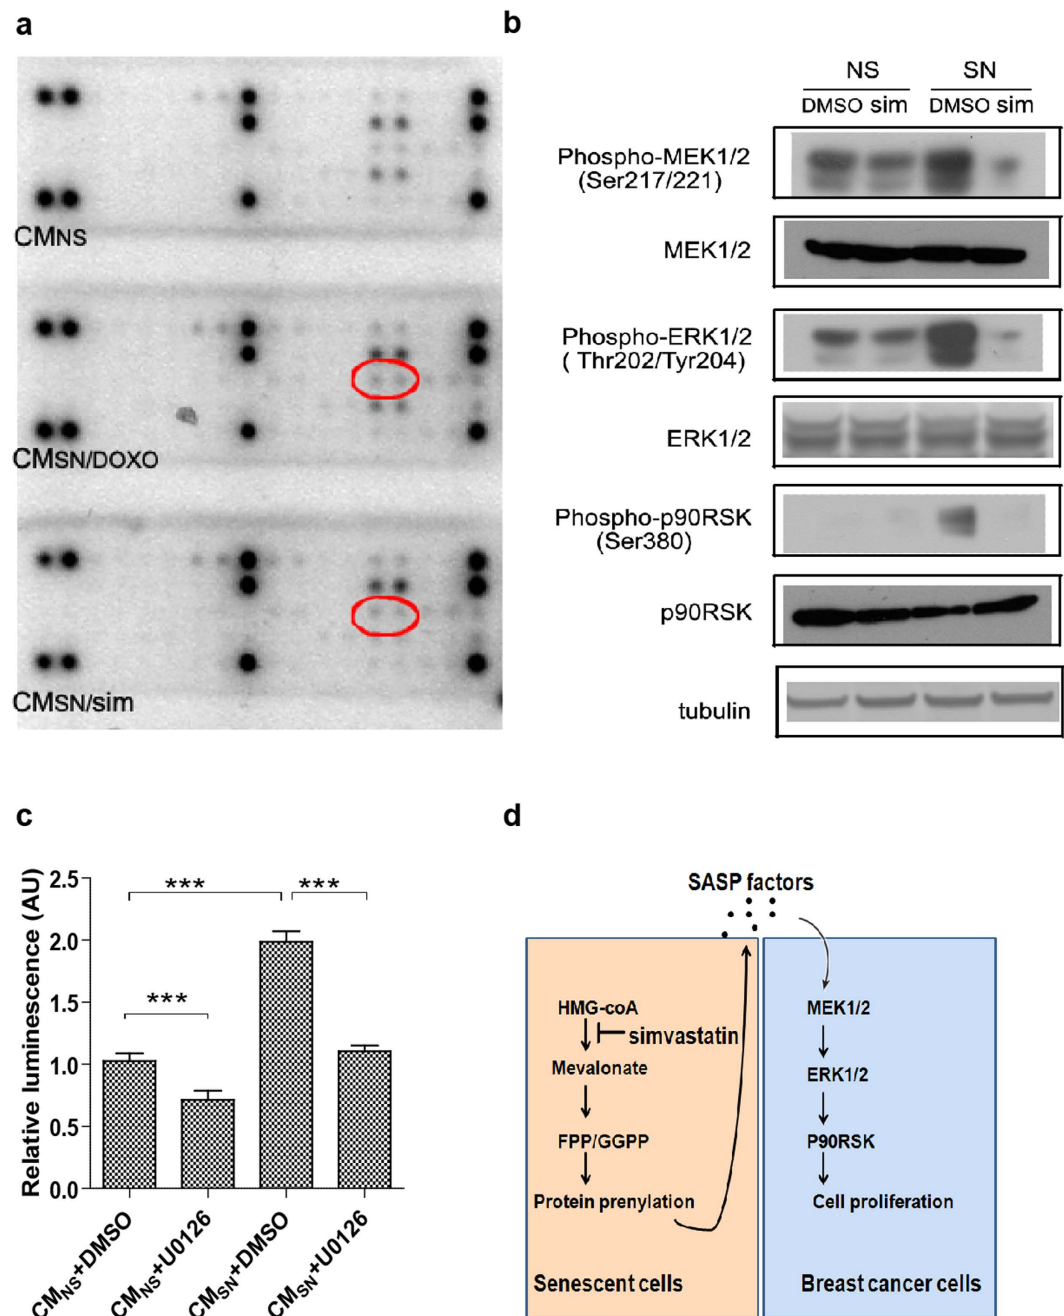 a
CMNS
CMSN/DOXO
CMSN/sim
b
NS SN
DMSO sim DMSO sim
Phospho-MEK1/2
(Ser217/221)
MEK1/2
Phospho-ERK1/2
( Thr202/Tyr204)
ERK1/2
Phospho-p90RSK
(Ser380)
p90RSK
tubulin
c
Relative luminescence (AU)
2.5
2.0
1.5
1.0
0.5
0.0
***
***
***
CMNS+DMSO
CMNS+U0126
CMSN+DMSO
CMSN+U0126
d
SASP factors
HMG-coA
simvastatin
Mevalonate
FPP/GGPP
Protein prenylation
Senescent cells
MEK1/2
ERK1/2
P90RSK
Cell proliferation
Breast cancer cells